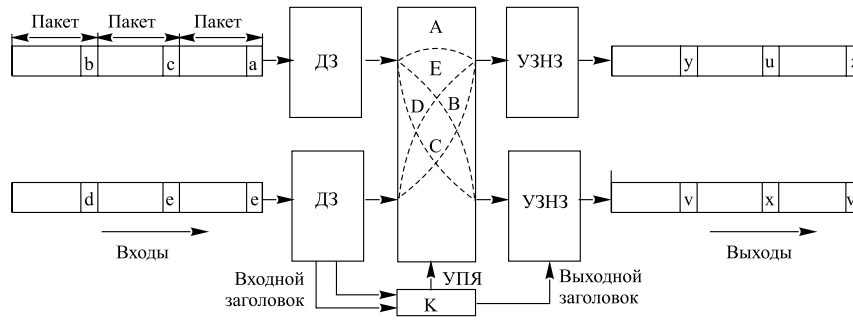 Пакет Пакет Пакет
b c a
ДЗ
A
E
D B
C
УЗНЗ
y u
d e e
ДЗ
УЗНЗ
v x
Входы
Выходы
Входной
заголовок
УПЯ
K
Выходной
заголовок